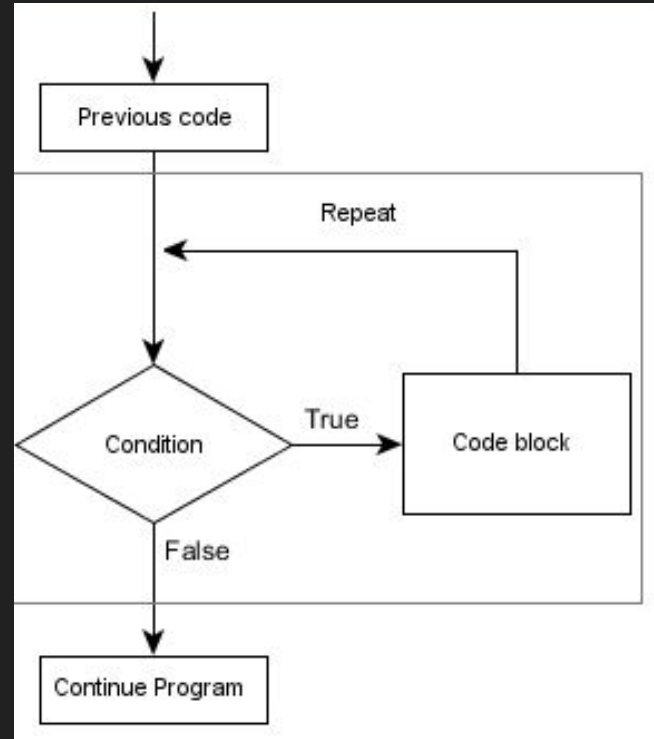 Previous code
Repeat
True
Condition
Code block
False
Continue Program